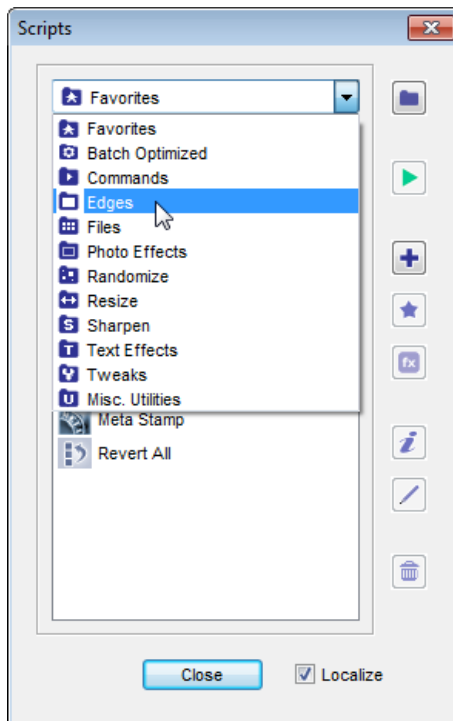 Scripts
Favorites
Favorites
Batch Optimized
Commands
Edges
Files
Photo Effects
Randomize
Resize
Sharpen
Text Effects
Tweaks
Misc. Utilities
Meta Stamp
Revert All
Close
Localize